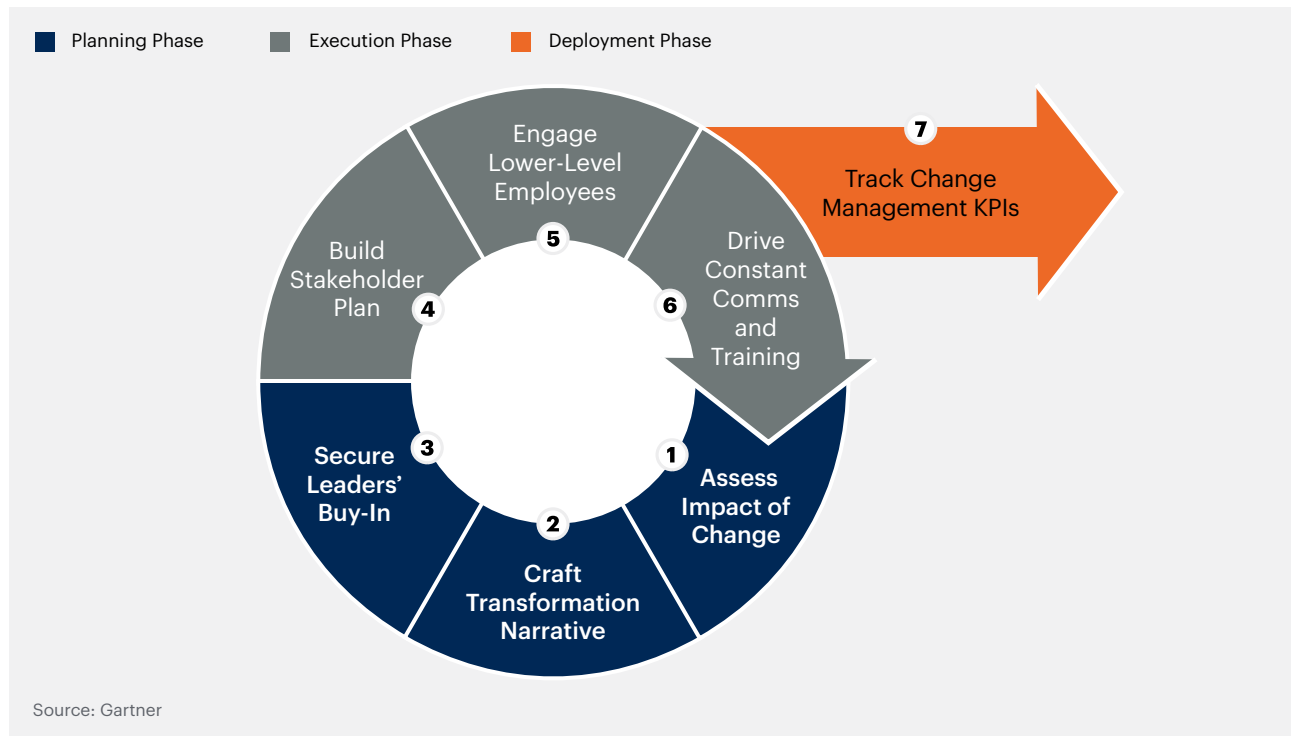 Planning Phase
Execution Phase
Deployment Phase
7
Track Change
Management KPIs
Engage
Lower-Level
Employees
5
Drive
Constant
Comms
and
Training
6
Build
Stakeholder
Plan
4
Secure
Leaders’
Buy-In
3
1
Assess
Impact of
Change
2
Craft
Transformation
Narrative
Source: Gartner